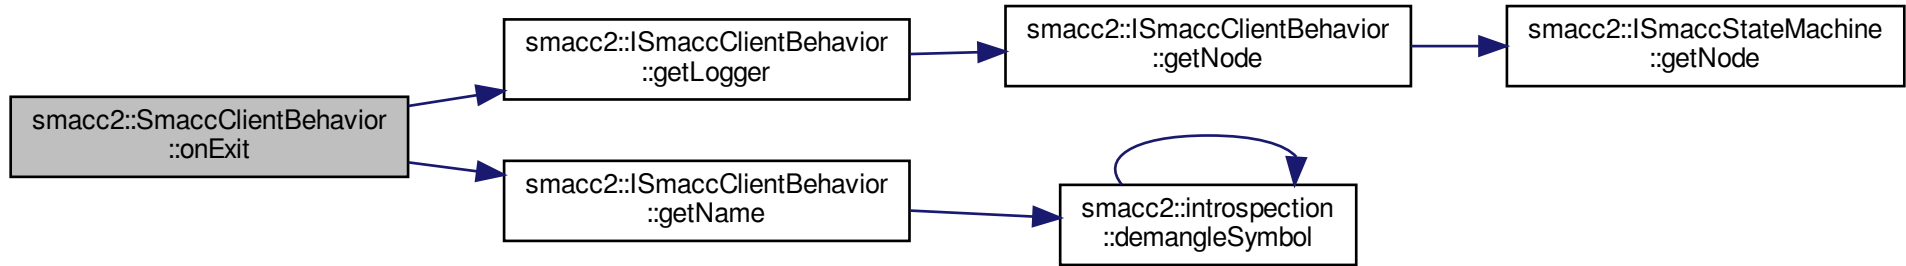 smacc2::SmaccClientBehavior
::onExit
smacc2::ISmaccClientBehavior
::getLogger
smacc2::ISmaccClientBehavior
::getNode
smacc2::ISmaccStateMachine
::getNode
smacc2::ISmaccClientBehavior
::getName
smacc2::introspection
::demangleSymbol